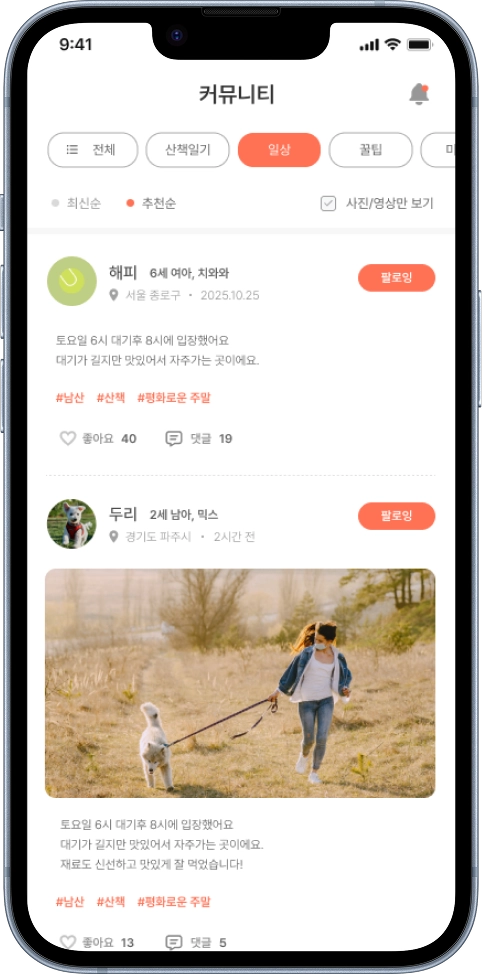 9:41
커뮤니티
전체 산책일기 일상 꿀팁
최신순 추천순 사진/영상만 보기
해피 6세 여아, 치와와 팔로잉
서울 종로구 • 2025.10.25
토요일 6시 대기후 8시에 입장했어요
대기가 길지만 맛있어서 자주가는 곳이에요.
#남산 #산책 #평화로운 주말
좋아요 40 댓글 19
두리 2세 남아, 믹스 팔로잉
경기도 파주시 • 2시간 전
토요일 6시 대기후 8시에 입장했어요
대기가 길지만 맛있어서 자주가는 곳이에요.
재료도 신선하고 맛있게 잘 먹었습니다!
#남산 #산책 #평화로운 주말
좋아요 13 댓글 5